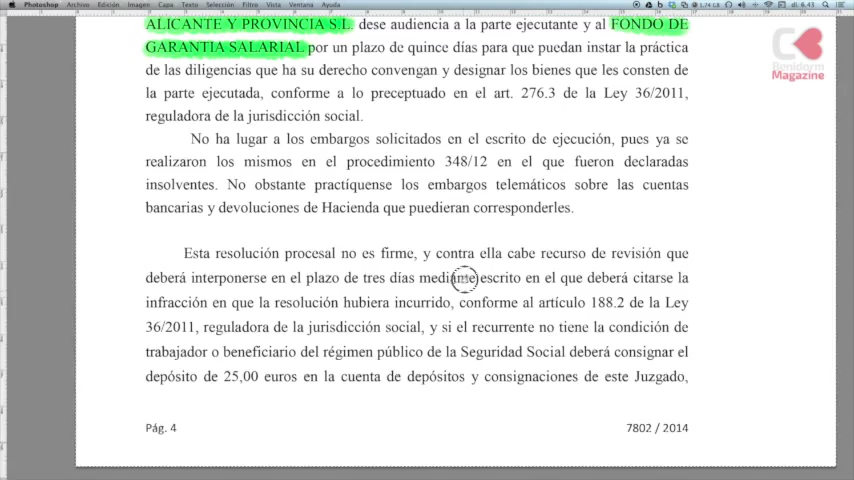 Photoshop Archivo Edición Imagen Capa Texto Selección Filtro Vista Ventana Ayuda
ALICANTE Y PROVINCIA S.L. dese audiencia a la parte ejecutante y al FONDO DE
GARANTIA SALARIAL por un plazo de quince días para que puedan instar la práctica
de las diligencias que ha su derecho convengan y designar los bienes que les consten de
la parte ejecutada, conforme a lo preceptuado en el art. 276.3 de la Ley 36/2011,
reguladora de la jurisdicción social.
No ha lugar a los embargos solicitados en el escrito de ejecución, pues ya se
realizaron los mismos en el procedimiento 348/12 en el que fueron declaradas
insolventes. No obstante practíquense los embargos telemáticos sobre las cuentas
bancarias y devoluciones de Hacienda que puedieran corresponderles.
Esta resolución procesal no es firme, y contra ella cabe recurso de revisión que
deberá interponerse en el plazo de tres días mediante escrito en el que deberá citarse la
infracción en que la resolución hubiera incurrido, conforme al artículo 188.2 de la Ley
36/2011, reguladora de la jurisdicción social, y si el recurrente no tiene la condición de
trabajador o beneficiario del régimen público de la Seguridad Social deberá consignar el
depósito de 25,00 euros en la cuenta de depósitos y consignaciones de este Juzgado,
Pág. 4 7802 / 2014
Benidorm
Magazine